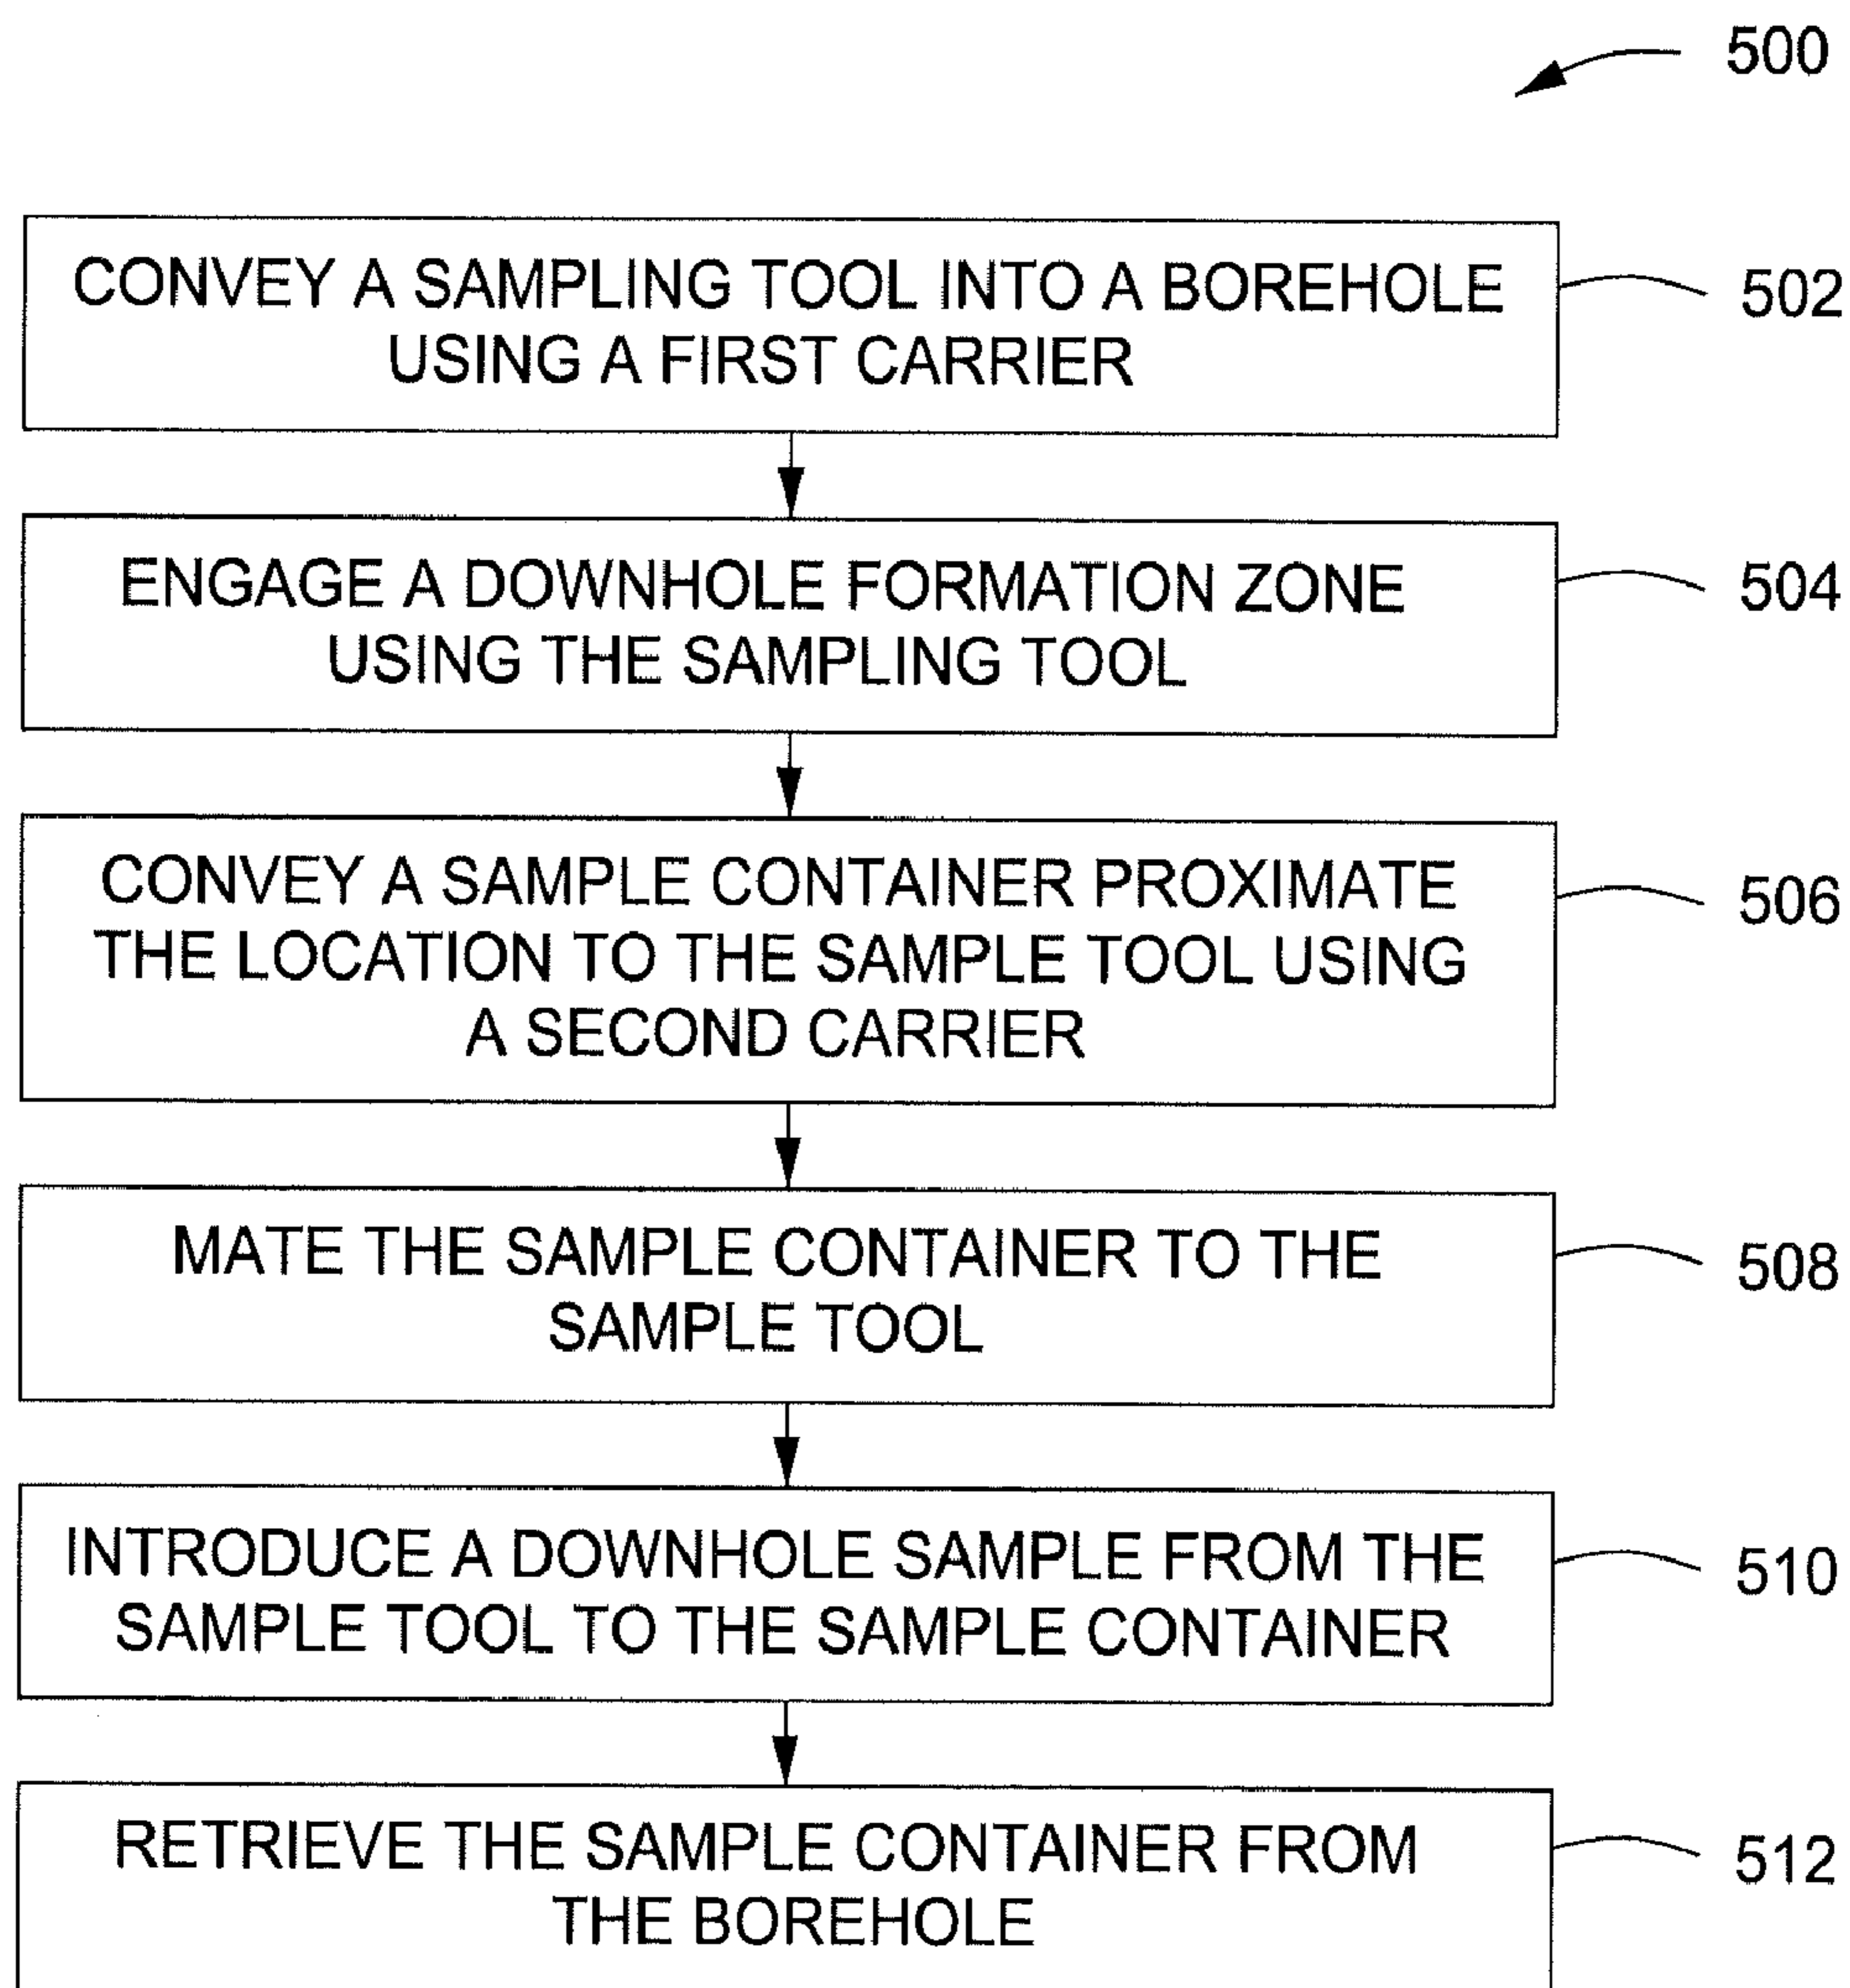 500
CONVEY A SAMPLING TOOL INTO A BOREHOLE
USING A FIRST CARRIER
502
ENGAGE A DOWNHOLE FORMATION ZONE
USING THE SAMPLING TOOL
504
CONVEY A SAMPLE CONTAINER PROXIMATE
THE LOCATION TO THE SAMPLE TOOL USING
A SECOND CARRIER
506
MATE THE SAMPLE CONTAINER TO THE
SAMPLE TOOL
508
INTRODUCE A DOWNHOLE SAMPLE FROM THE
SAMPLE TOOL TO THE SAMPLE CONTAINER
510
RETRIEVE THE SAMPLE CONTAINER FROM
THE BOREHOLE
512